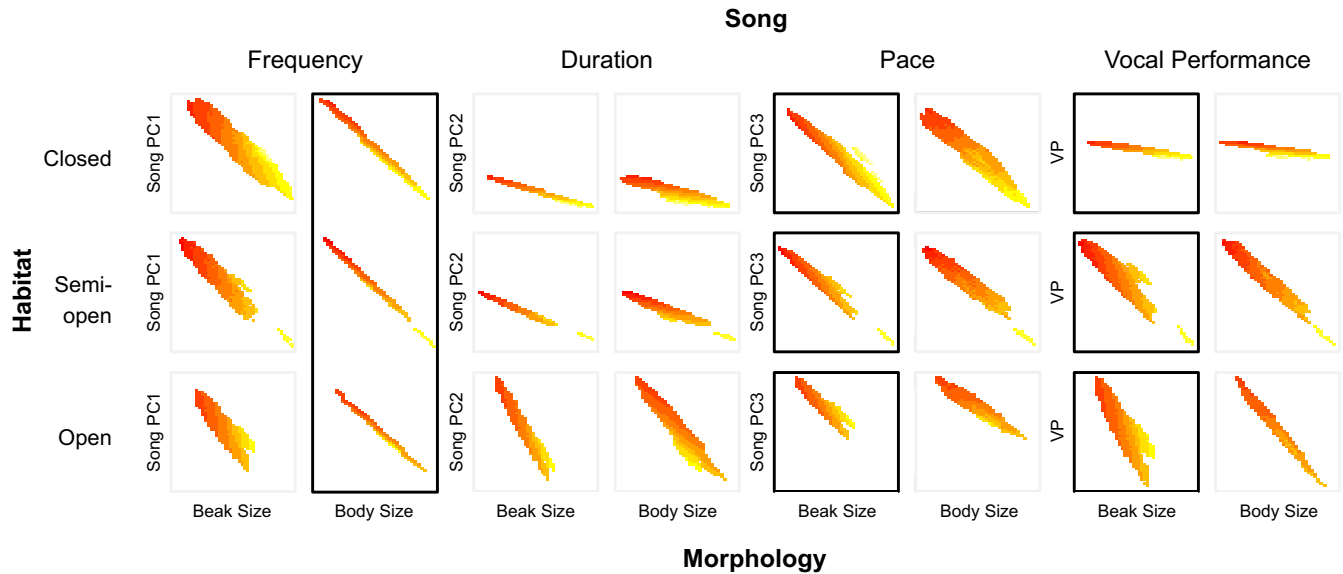 Song
Frequency Duration Pace Vocal Performance
Closed Song PC1 Song PC2 Song PC3 VP
Habitat
Semi-
open Song PC1 Song PC2 Song PC3 VP
Open Song PC1 Song PC2 Song PC3 VP
Beak Size Body Size Beak Size Body Size Beak Size Body Size Beak Size Body Size
Morphology